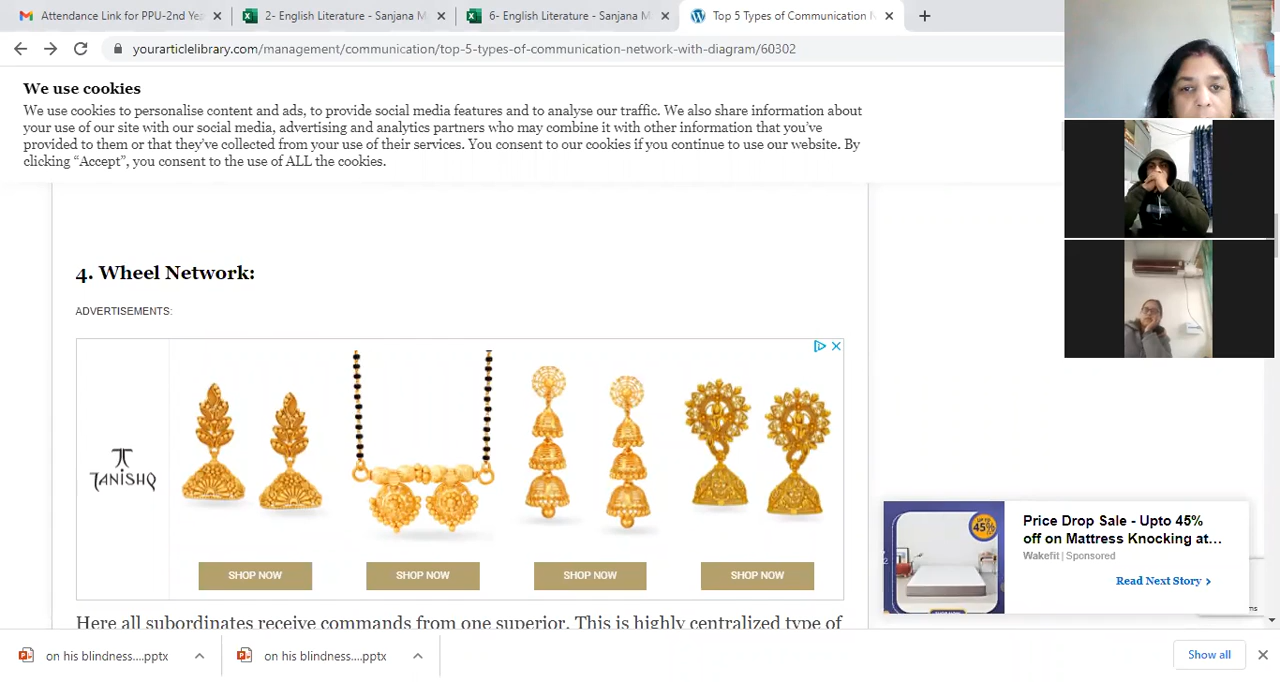 Attendance Link for PPU-2nd Yea
2- English Literature - Sanjana M
6- English Literature - Sanjana M
Top 5 Types of Communication N
yourarticlelibrary.com/management/communication/top-5-types-of-communication-network-with-diagram/60302
We use cookies
We use cookies to personalise content and ads, to provide social media features and to analyse our traffic. We also share information about
your use of our site with our social media, advertising and analytics partners who may combine it with other information that you've
provided to them or that they've collected from your use of their services. You consent to our cookies if you continue to use our website. By
clicking “Accept”, you consent to the use of ALL the cookies.
4. Wheel Network:
ADVERTISEMENTS:
TANISHQ
SHOP NOW SHOP NOW SHOP NOW SHOP NOW
Here all subordinates receive commands from one superior. This is highly centralized type of
45%
Price Drop Sale - Upto 45%
off on Mattress Knocking at...
Wakefit | Sponsored
Read Next Story
on his blindness....pptx
on his blindness....pptx
Show all